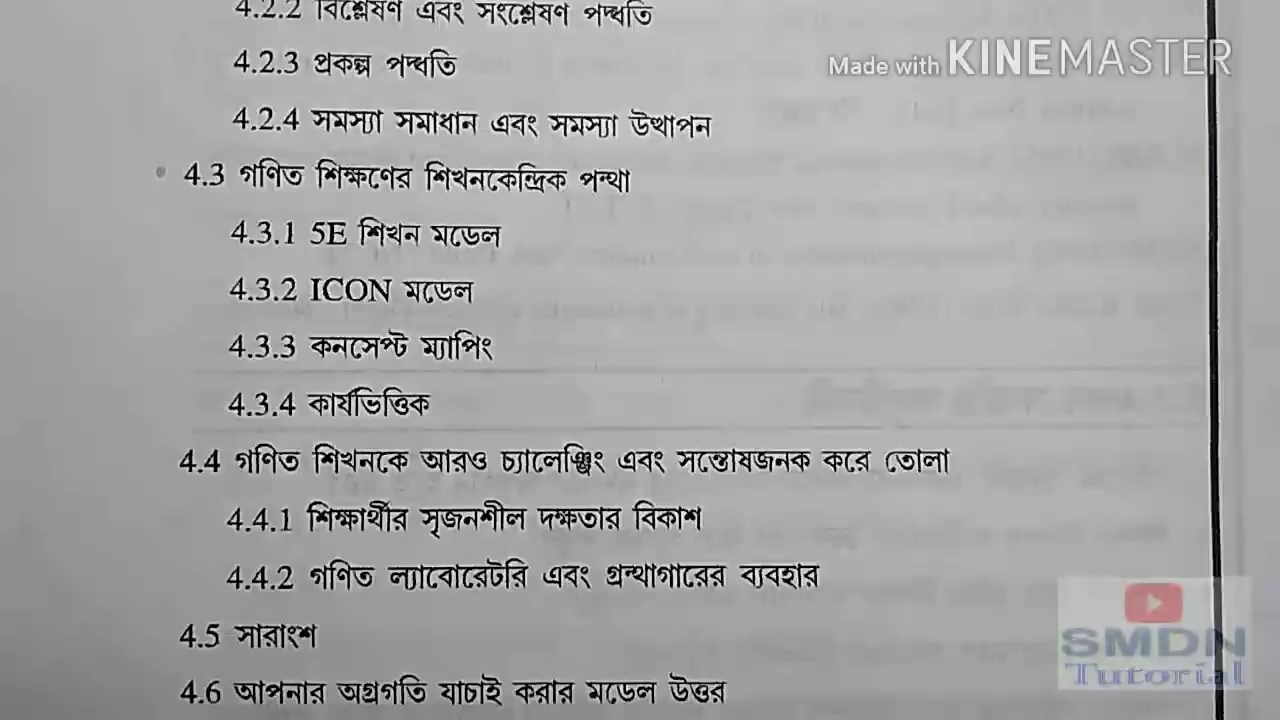 4.2.2 বিশ্লেষণ এবং সংশ্লেষণ পদ্ধতি
4.2.3 প্রকল্প পদ্ধতি
Made with KINEMASTER
4.2.4 সমস্যা সমাধান এবং সমস্যা উত্থাপন
4.3 গণিত শিক্ষণের শিখনকেন্দ্রিক পন্থা
4.3.1 5E শিখন মডেল
4.3.2 ICON মডেল
4.3.3 কনসেপ্ট ম্যাপিং
4.3.4 কার্যভিত্তিক
4.4 গণিত শিখনকে আরও চ্যালেঞ্জিং এবং সন্তোষজনক করে তোলা
4.4.1 শিক্ষার্থীর সৃজনশীল দক্ষতার বিকাশ
4.4.2 গণিত ল্যাবোরেটরি এবং গ্রন্থাগারের ব্যবহার
4.5 সারাংশ
SMDN
Tutorial
4.6 আপনার অগ্রগতি যাচাই করার মডেল উত্তর